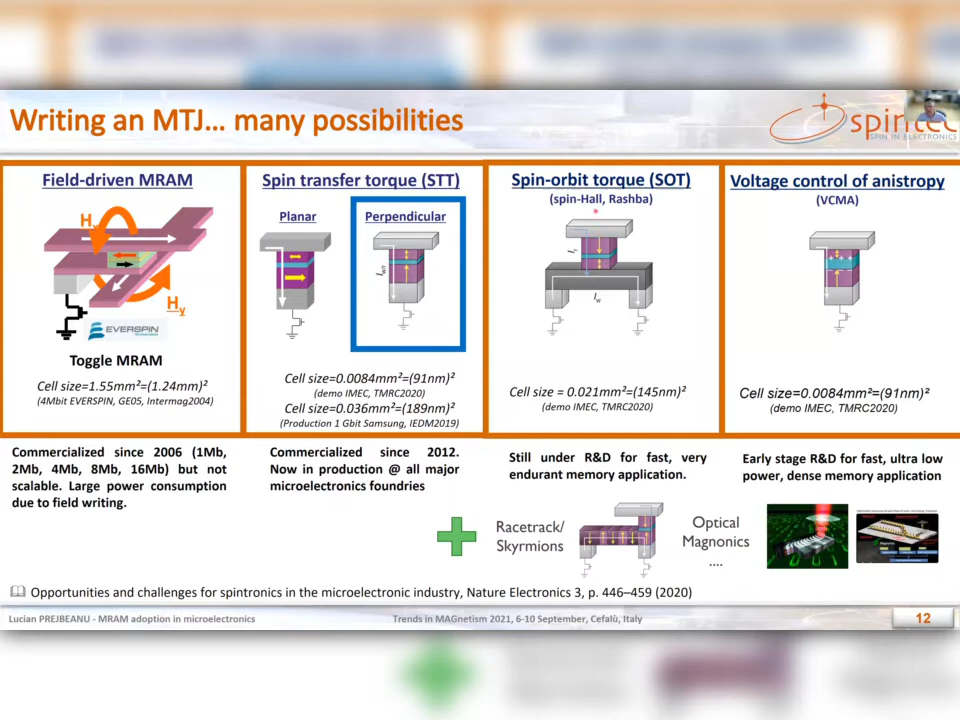 Writing an MTJ... many possibilities
spintec
SPIN IN ELECTRONICS
Field-driven MRAM
H
Hy
EVERSPIN
TECHNOLOGIES
Toggle MRAM
Cell size=1.55mm²=(1.24mm)²
(4Mbit EVERSPIN, GE05, Intermag2004)
Spin transfer torque (STT)
Planar
Perpendicular
Cell size=0.0084mm²=(91nm)²
(demo IMEC, TMRC2020)
Cell size=0.036mm²=(189nm)²
(Production 1 Gbit Samsung, IEDM2019)
Spin-orbit torque (SOT)
(spin-Hall, Rashba)
Ir
Iw
Cell size = 0.021mm²=(145nm)²
(demo IMEC, TMRC2020)
Voltage control of anistropy
(VCMA)
Cell size=0.0084mm²=(91nm)²
(demo IMEC, TMRC2020)
Commercialized since 2006 (1Mb,
2Mb, 4Mb, 8Mb, 16Mb) but not
scalable. Large power consumption
due to field writing.
Commercialized since 2012.
Now in production @ all major
microelectronics foundries
Still under R&D for fast, very
endurant memory application.
Early stage R&D for fast, ultra low
power, dense memory application
Racetrack/
Skyrmions
Optical
Magnonics
....
Opportunities and challenges for spintronics in the microelectronic industry, Nature Electronics 3, p. 446–459 (2020)
Lucian PREJBEANU - MRAM adoption in microelectronics
Trends in MAGnetism 2021, 6-10 September, Cefalù, Italy
12